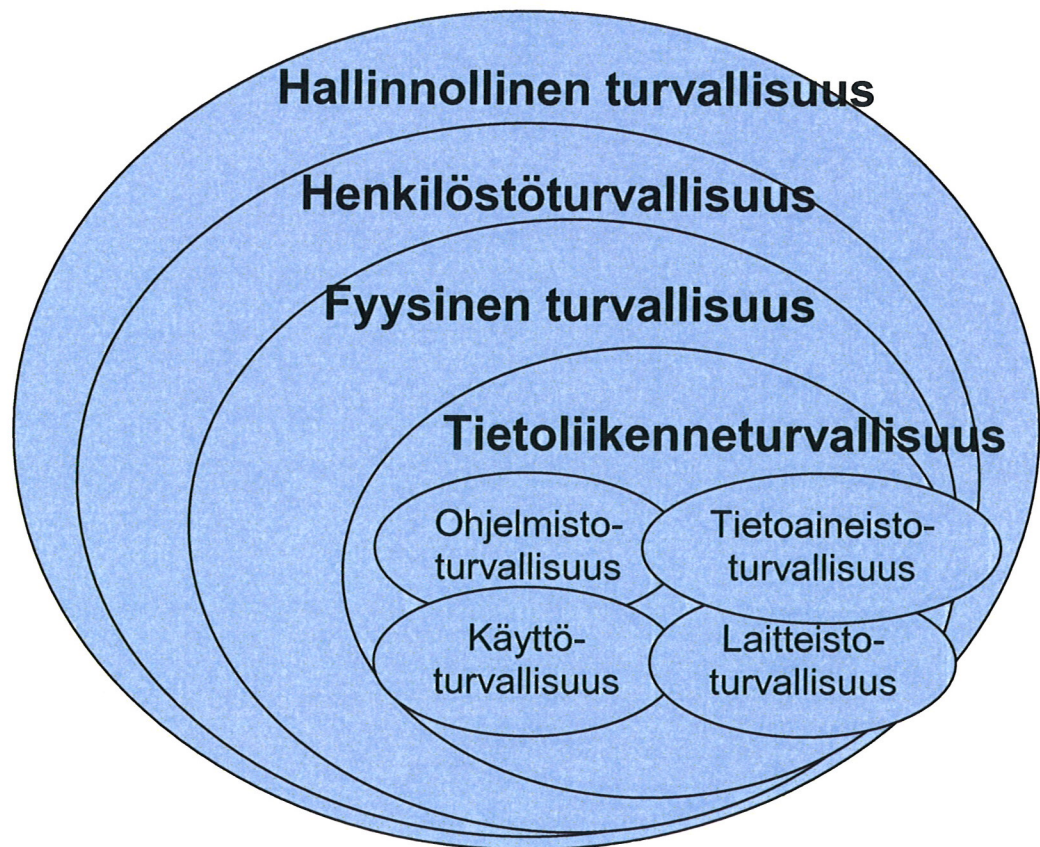 Hallinnollinen turvallisuus
Henkilöstöturvallisuus
Fyysinen turvallisuus
Tietoliikenneturvallisuus
Ohjelmisto-
turvallisuus
Tietoaineisto-
turvallisuus
Käyttö-
turvallisuus
Laitteisto-
turvallisuus